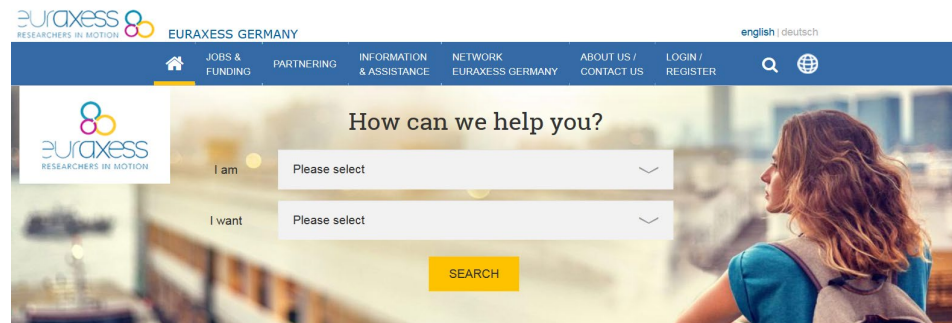 euraxess
RESEARCHERS IN MOTION
EURAXESS GERMANY
english | deutsch
JOBS &
FUNDING
PARTNERING
INFORMATION
& ASSISTANCE
NETWORK
EURAXESS GERMANY
ABOUT US /
CONTACT US
LOGIN /
REGISTER
euraxess
RESEARCHERS IN MOTION
How can we help you?
I am
Please select
I want
Please select
SEARCH